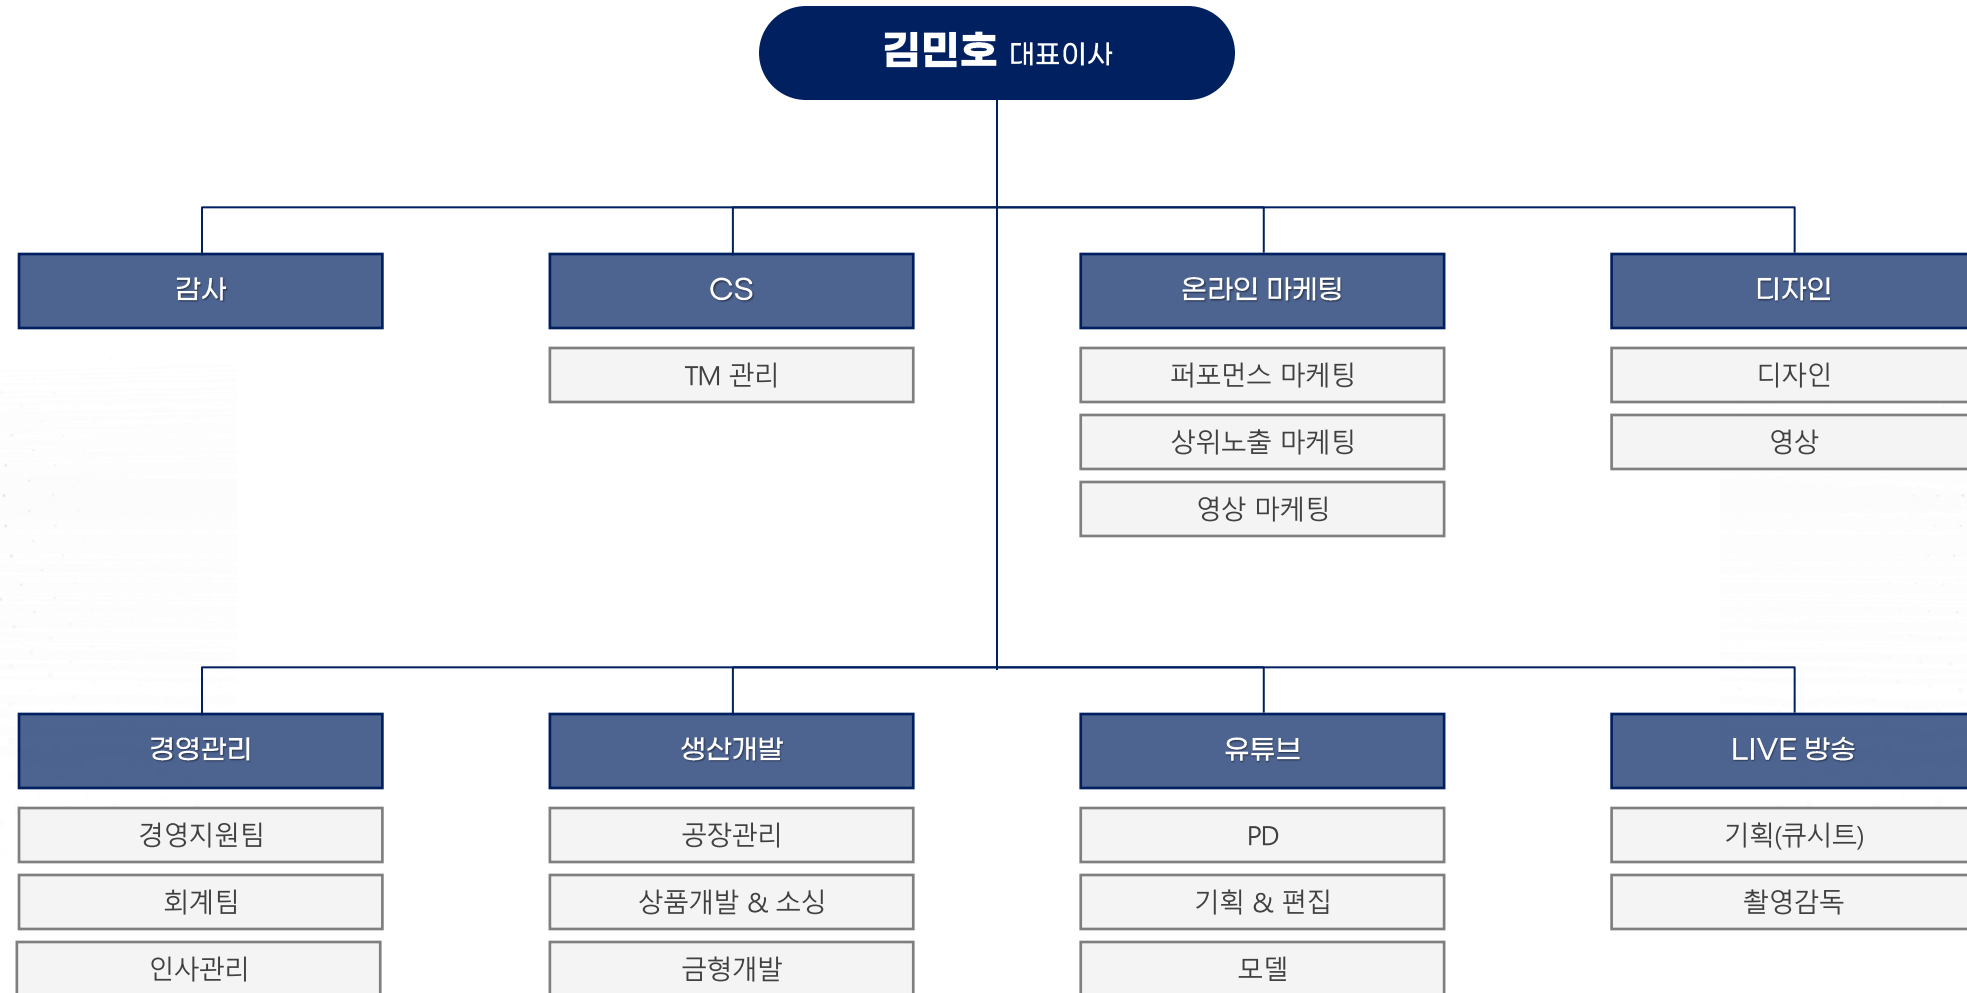 김민호 대표이사
감사
CS
온라인 마케팅
디자인
TM 관리
퍼포먼스 마케팅
디자인
상위노출 마케팅
영상
영상 마케팅
경영관리
생산개발
유튜브
LIVE 방송
경영지원팀
공장관리
PD
기획(큐시트)
회계팀
상품개발 & 소싱
기획 & 편집
촬영감독
인사관리
금형개발
모델